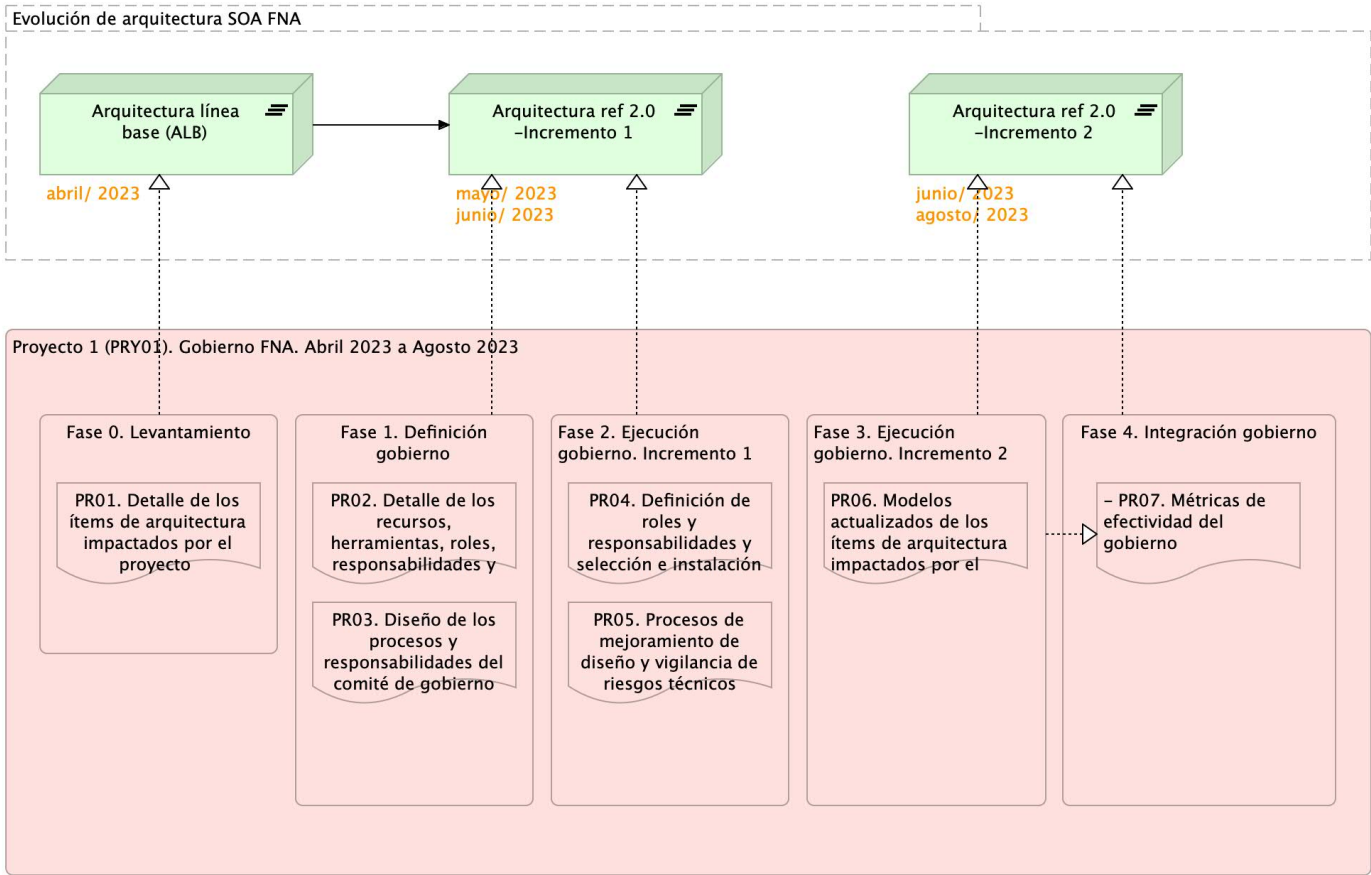 Evolución de arquitectura SOA FNA
Arquitectura línea
base (ALB)
abril/ 2023
Arquitectura ref 2.0
-Incremento 1
mayo/ 2023
junio/ 2023
Arquitectura ref 2.0
-Incremento 2
junio/ 2023
agosto/ 2023
Proyecto 1 (PRY01). Gobierno FNA. Abril 2023 a Agosto 2023
Fase 0. Levantamiento
PR01. Detalle de los
ítems de arquitectura
impactados por el
proyecto
Fase 1. Definición
gobierno
PR02. Detalle de los
recursos,
herramientas, roles,
responsabilidades y
PR03. Diseño de los
procesos y
responsabilidades del
comité de gobierno
Fase 2. Ejecución
gobierno. Incremento 1
PR04. Definición de
roles y
responsabilidades y
selección e instalación
PR05. Procesos de
mejoramiento de
diseño y vigilancia de
riesgos técnicos
Fase 3. Ejecución
gobierno. Incremento 2
PR06. Modelos
actualizados de los
ítems de arquitectura
impactados por el
Fase 4. Integración gobierno
- PR07. Métricas de
efectividad del
gobierno